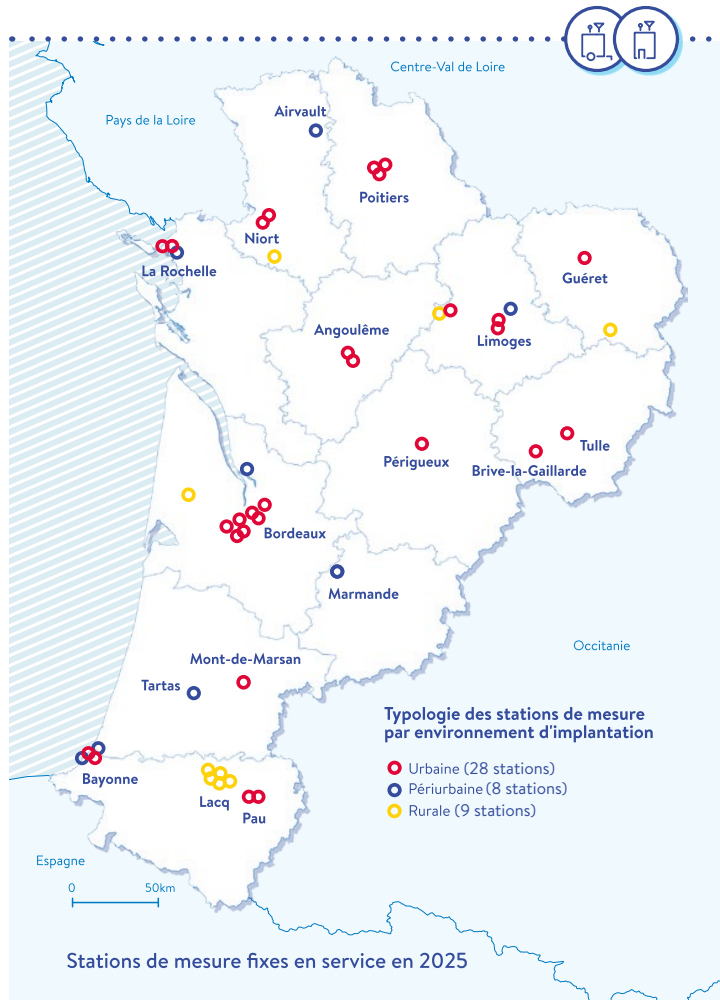 Centre-Val de Loire
Airvault
Pays de la Loire
Poitiers
Niort
La Rochelle
Guéret
Angoulême
Limoges
Tulle
Périgueux
Brive-la-Gaillarde
Bordeaux
Marmande
Occitanie
Mont-de-Marsan
Tartas
Typologie des stations de mesure
par environnement d'implantation
Urbaine (28 stations)
Périurbaine (8 stations)
Rurale (9 stations)
Bayonne
Lacq
Pau
Espagne
0 50km
Stations de mesure fixes en service en 2025